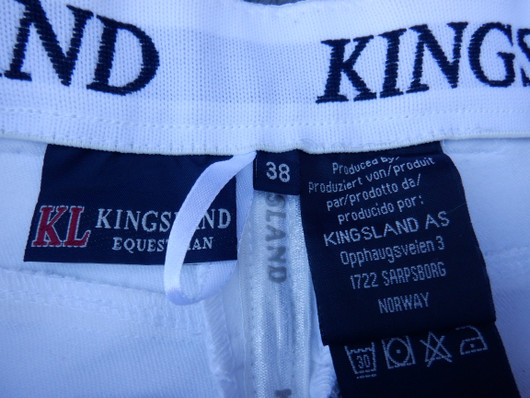 ND KINGS
KL KINGSLAND
EQUESTRIAN
38
SLAND
Produced by/
produziert von/produit
par/prodotto da/
producido por:
KINGSLAND AS
Opphaugsveien 3
1722 SARPSBORG
NORWAY
30